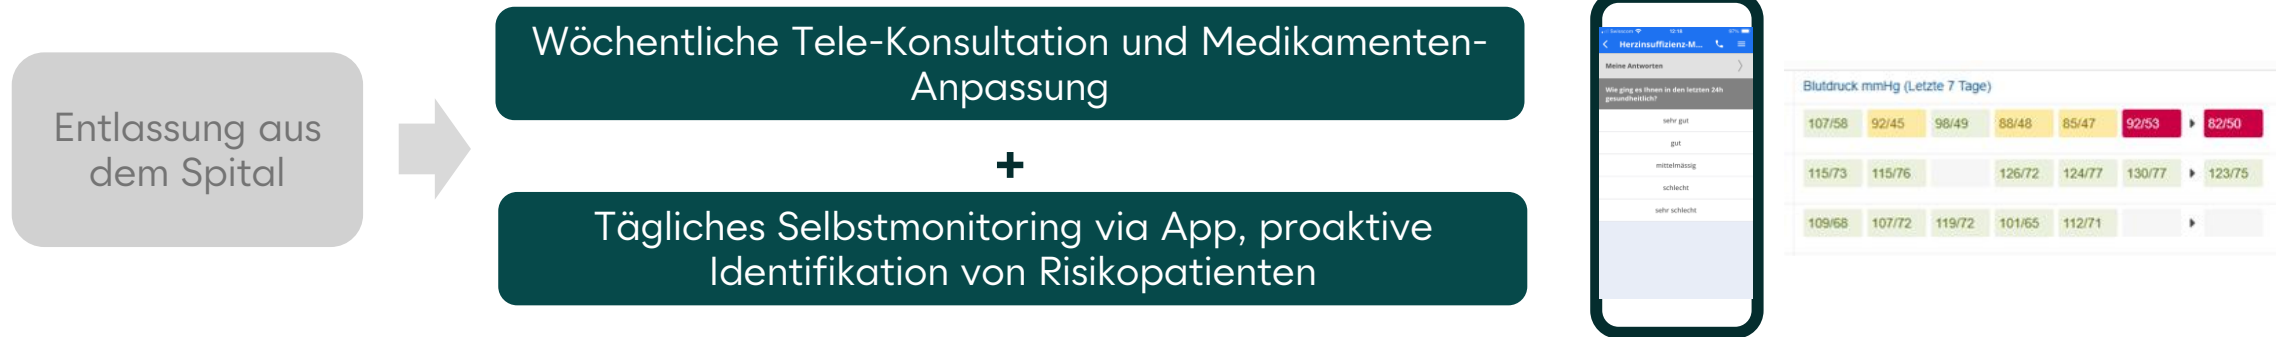 Entlassung aus
dem Spital
Wöchentliche Tele-Konsultation und Medikamenten-
Anpassung
+
Tägliches Selbstmonitoring via App, proaktive
Identifikation von Risikopatienten
Swisscom 12:16 97%
Herzinsuffizienz-M...
Meine Antworten
Wie ging es Ihnen in den letzten 24h
gesundheitlich?
sehr gut
gut
mittelmässig
schlecht
sehr schlecht
Blutdruck mmHg (Letzte 7 Tage)
107/58 92/45 98/49 88/48 85/47 92/53 82/50
115/73 115/76 126/72 124/77 130/77 123/75
109/68 107/72 119/72 101/65 112/71